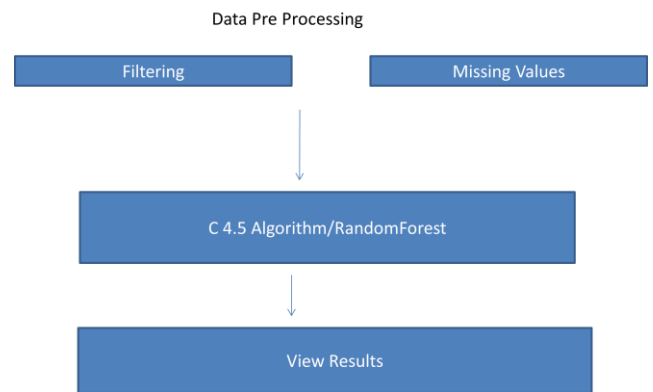 Data Pre Processing
Filtering
Missing Values
C 4.5 Algorithm/RandomForest
View Results